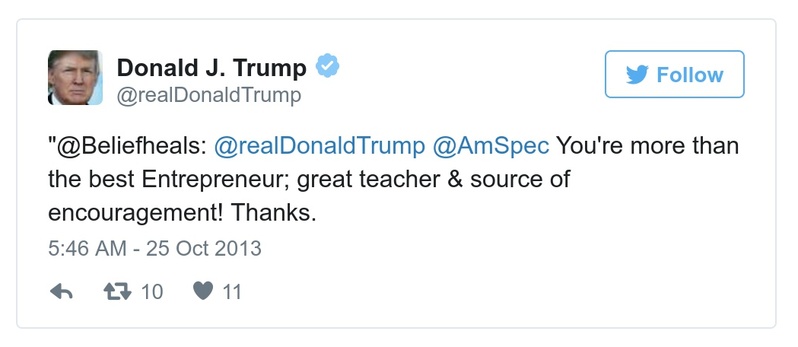 Donald J. Trump
@realDonaldTrump
Follow
"@Beliefheals: @realDonaldTrump @AmSpec You're more than
the best Entrepreneur; great teacher & source of
encouragement! Thanks.
5:46 AM - 25 Oct 2013
10 11